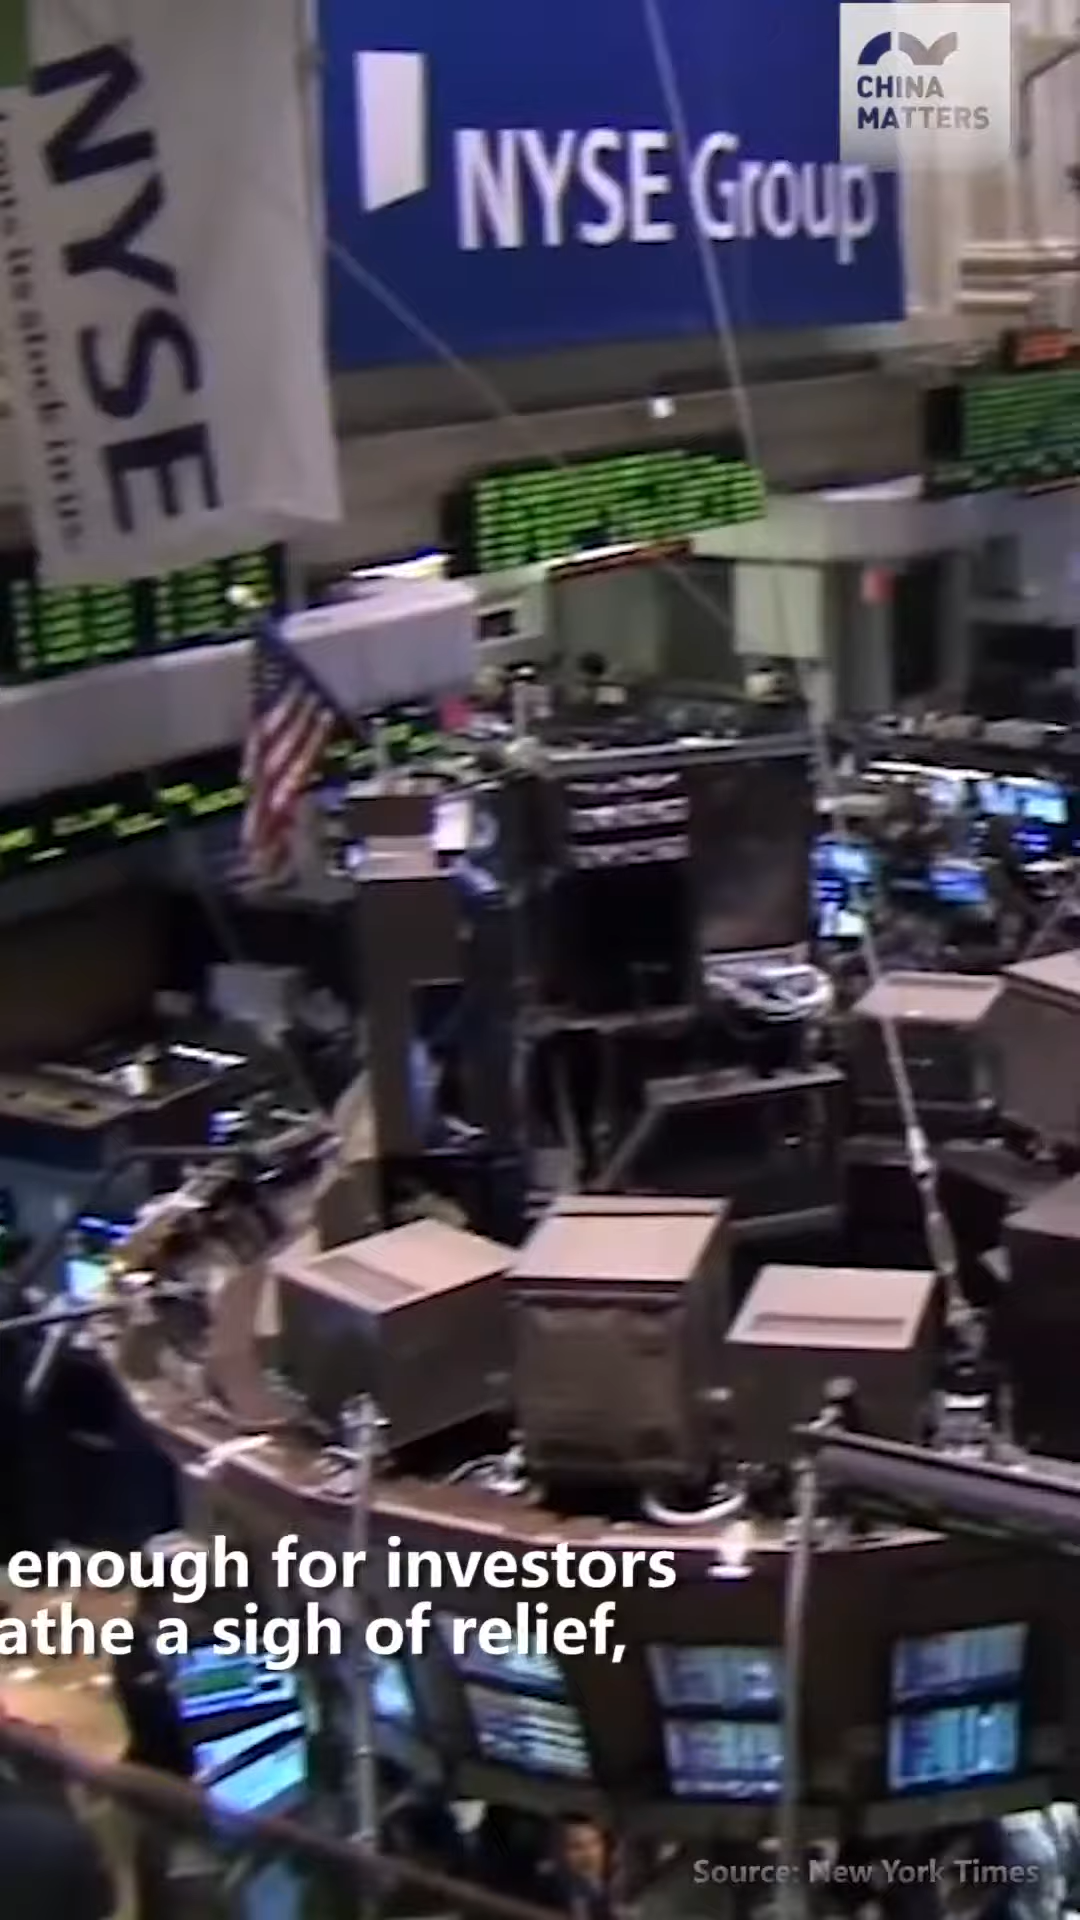 CHINA
MATTERS
NYSE Group
NYSE
enough for investors
athe a sigh of relief,
Source: New York Times